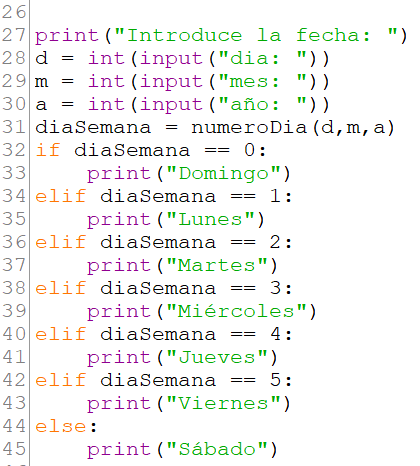 26
27 print("Introduce la fecha: ")
28 d = int(input("dia: "))
29 m = int(input("mes: "))
30 a = int(input("año: "))
31 diaSemana = numeroDia(d,m,a)
32 if diaSemana == 0:
33     print("Domingo")
34 elif diaSemana == 1:
35     print("Lunes")
36 elif diaSemana == 2:
37     print("Martes")
38 elif diaSemana == 3:
39     print("Miércoles")
40 elif diaSemana == 4:
41     print("Jueves")
42 elif diaSemana == 5:
43     print("Viernes")
44 else:
45     print("Sábado")